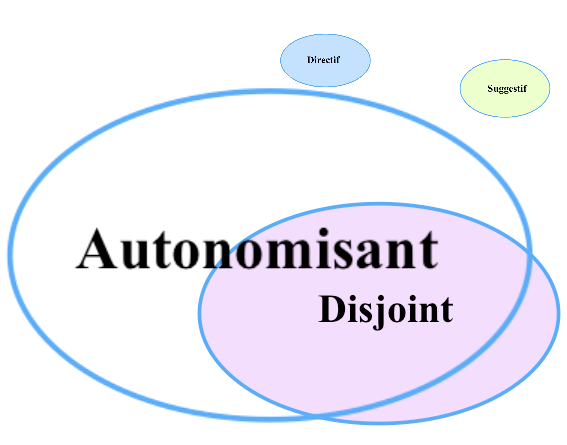 Directif
Suggestif
Autonomisant
Disjoint